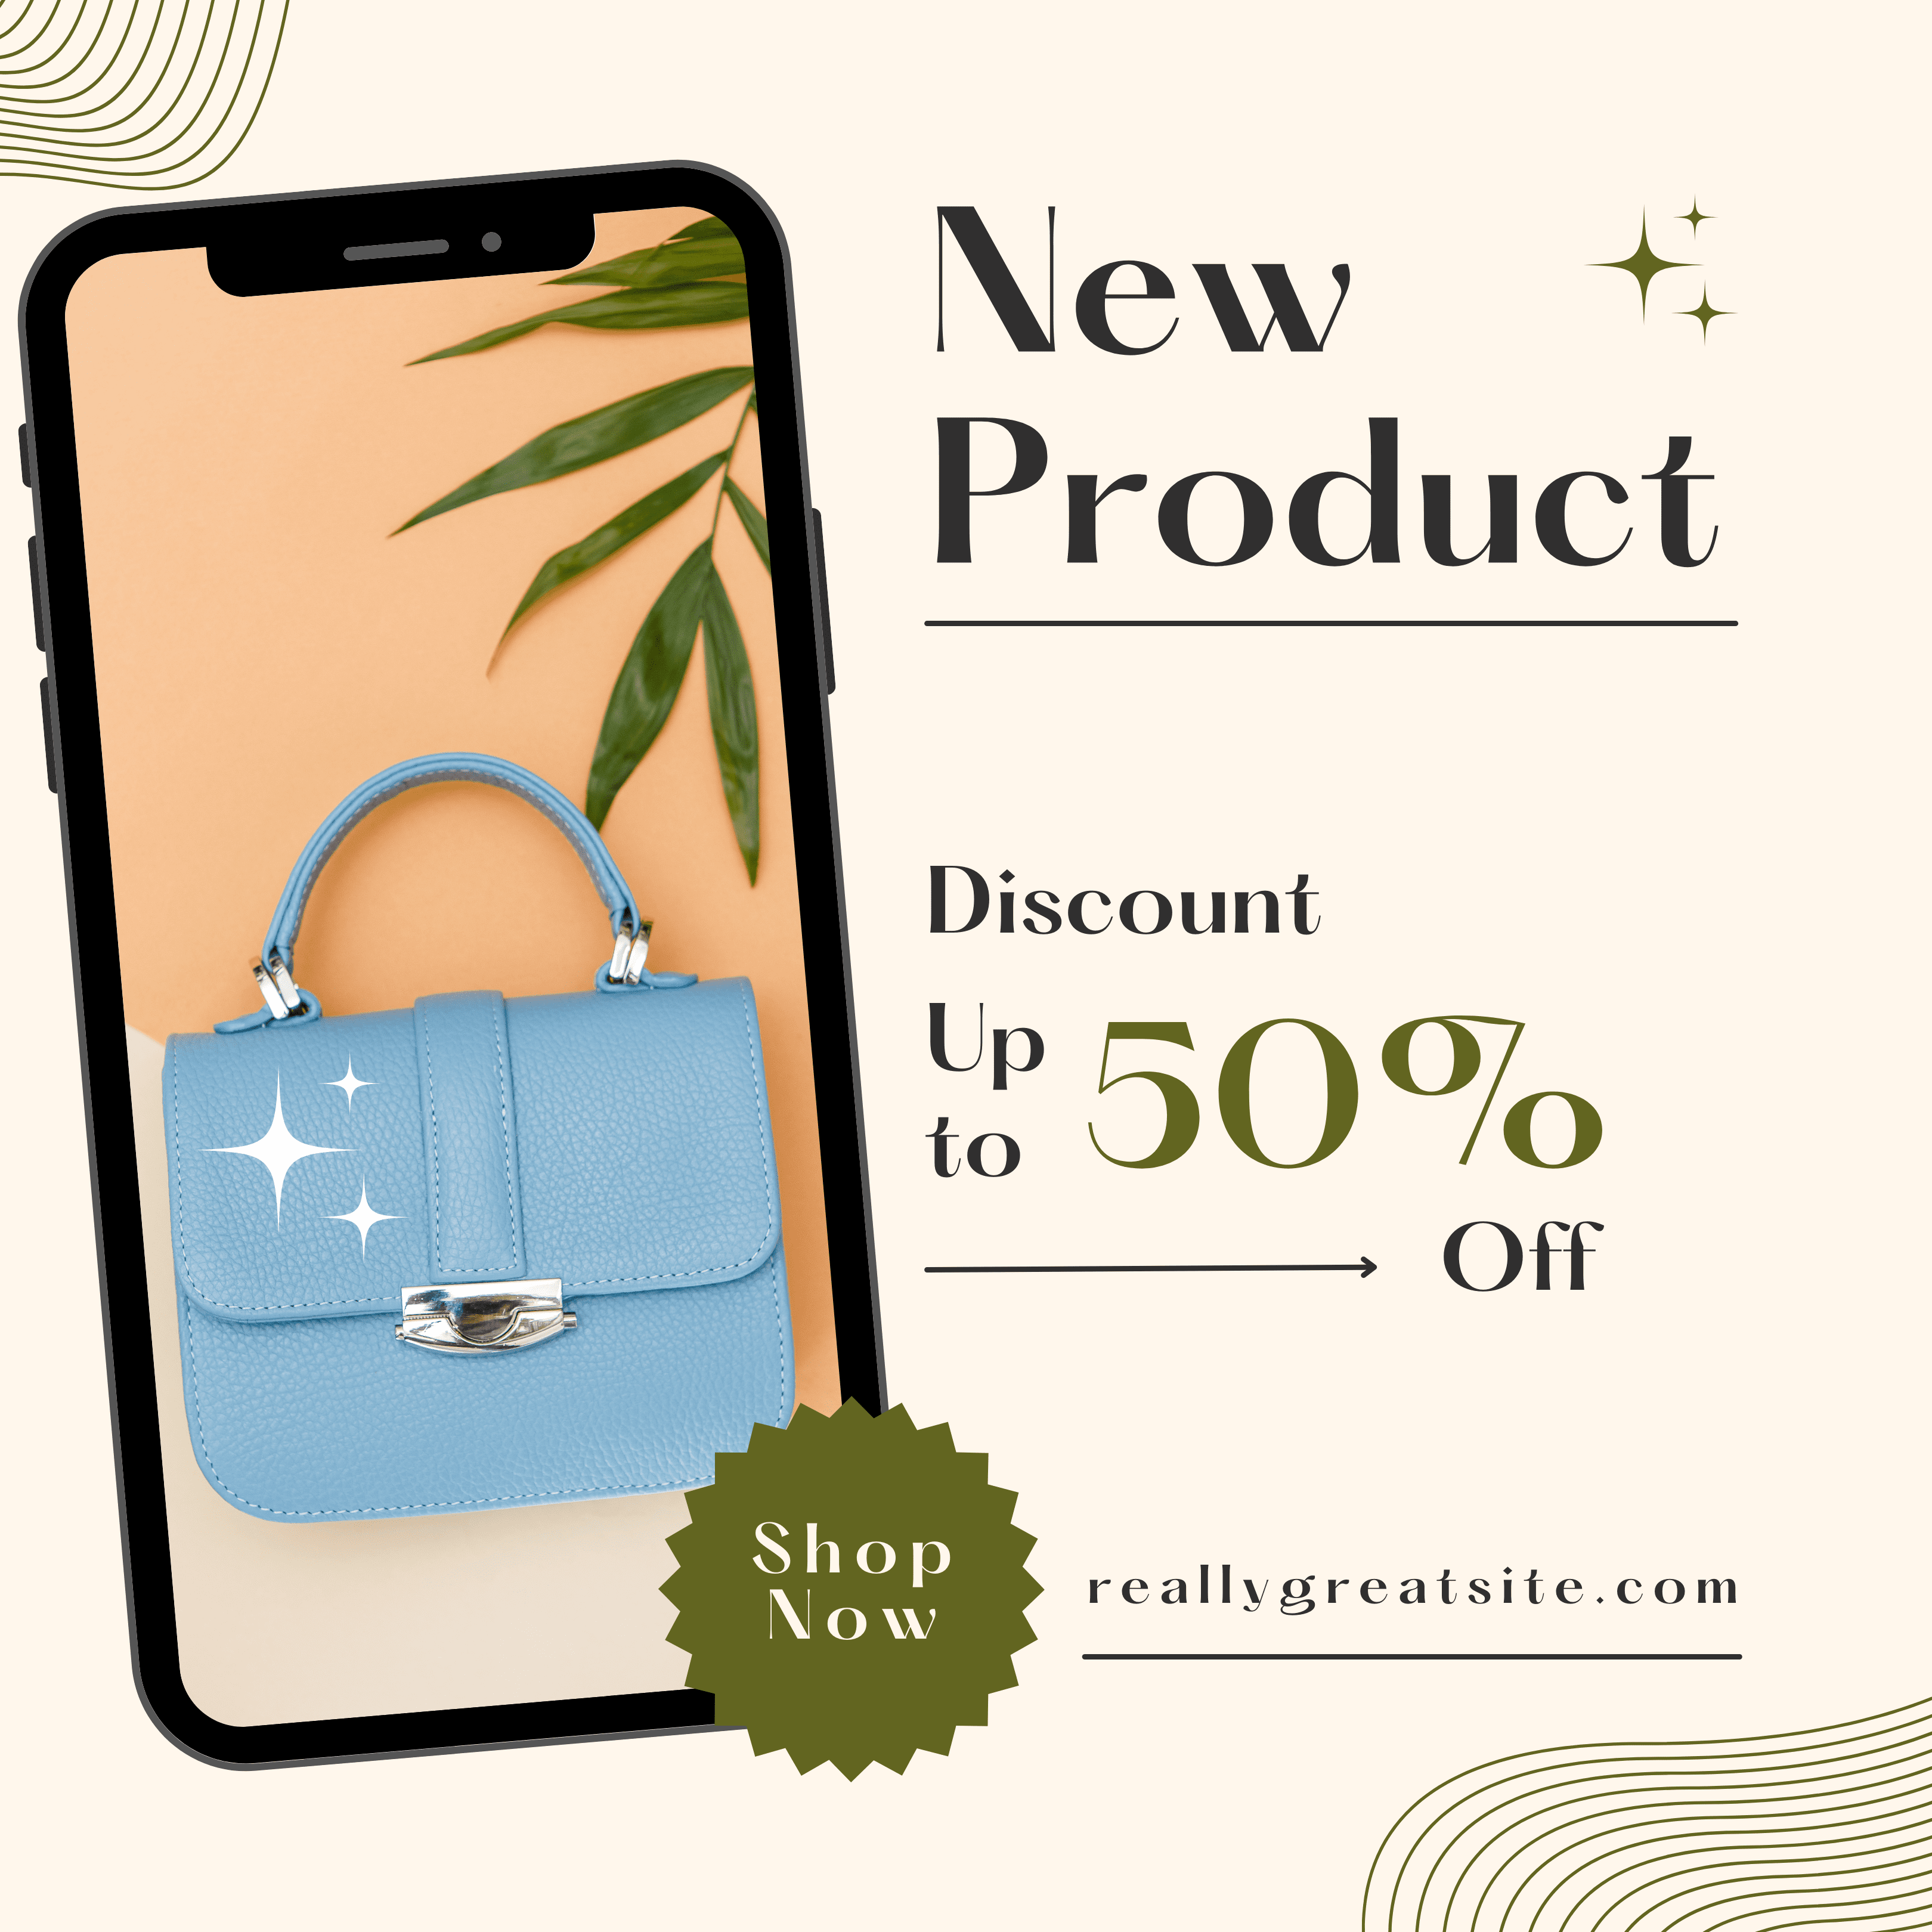 New
Product
Discount
Up
to
50%
Off
Shop
Now
reallygreatsite.com